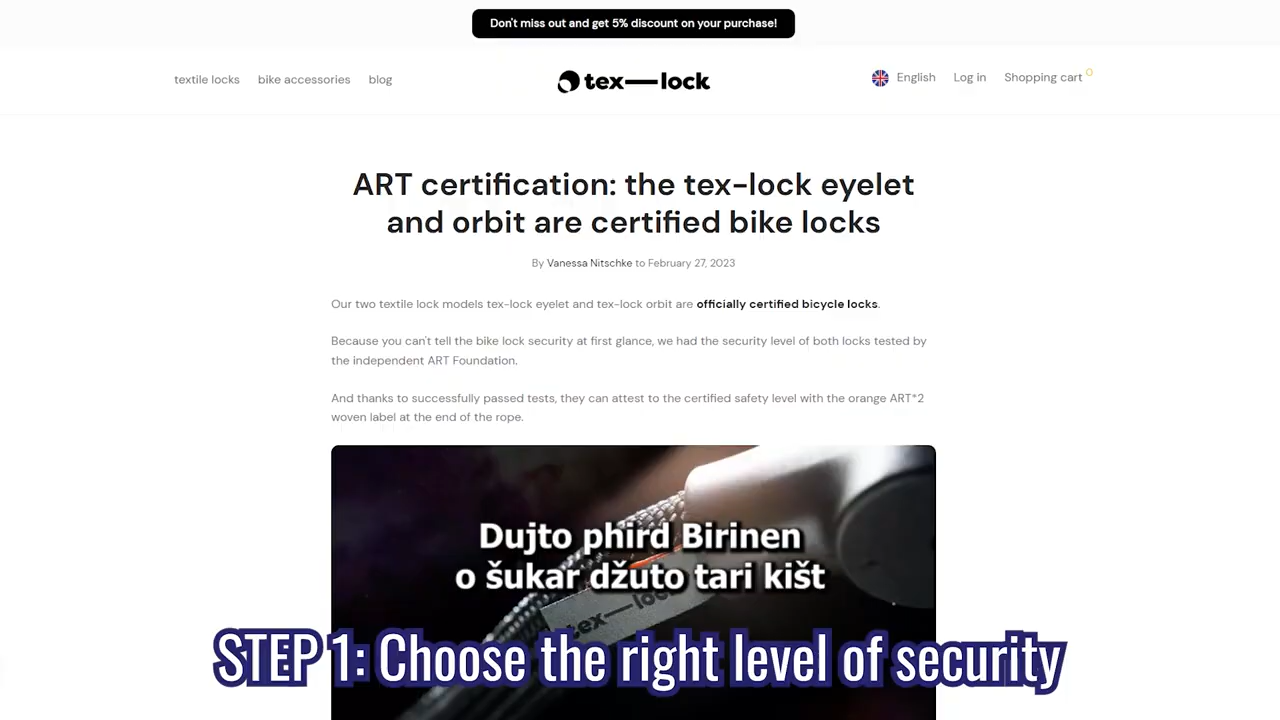 Don't miss out and get 5% discount on your purchase!
textile locks bike accessories blog
tex—lock
English Log in Shopping cart 0
ART certification: the tex-lock eyelet
and orbit are certified bike locks
By Vanessa Nitschke to February 27, 2023
Our two textile lock models tex-lock eyelet and tex-lock orbit are officially certified bicycle locks.
Because you can't tell the bike lock security at first glance, we had the security level of both locks tested by
the independent ART Foundation.
And thanks to successfully passed tests, they can attest to the certified safety level with the orange ART*2
woven label at the end of the rope.
Dujto phird Birinen
o šukar džuto tari kišt
tex—lock
STEP 1: Choose the right level of security